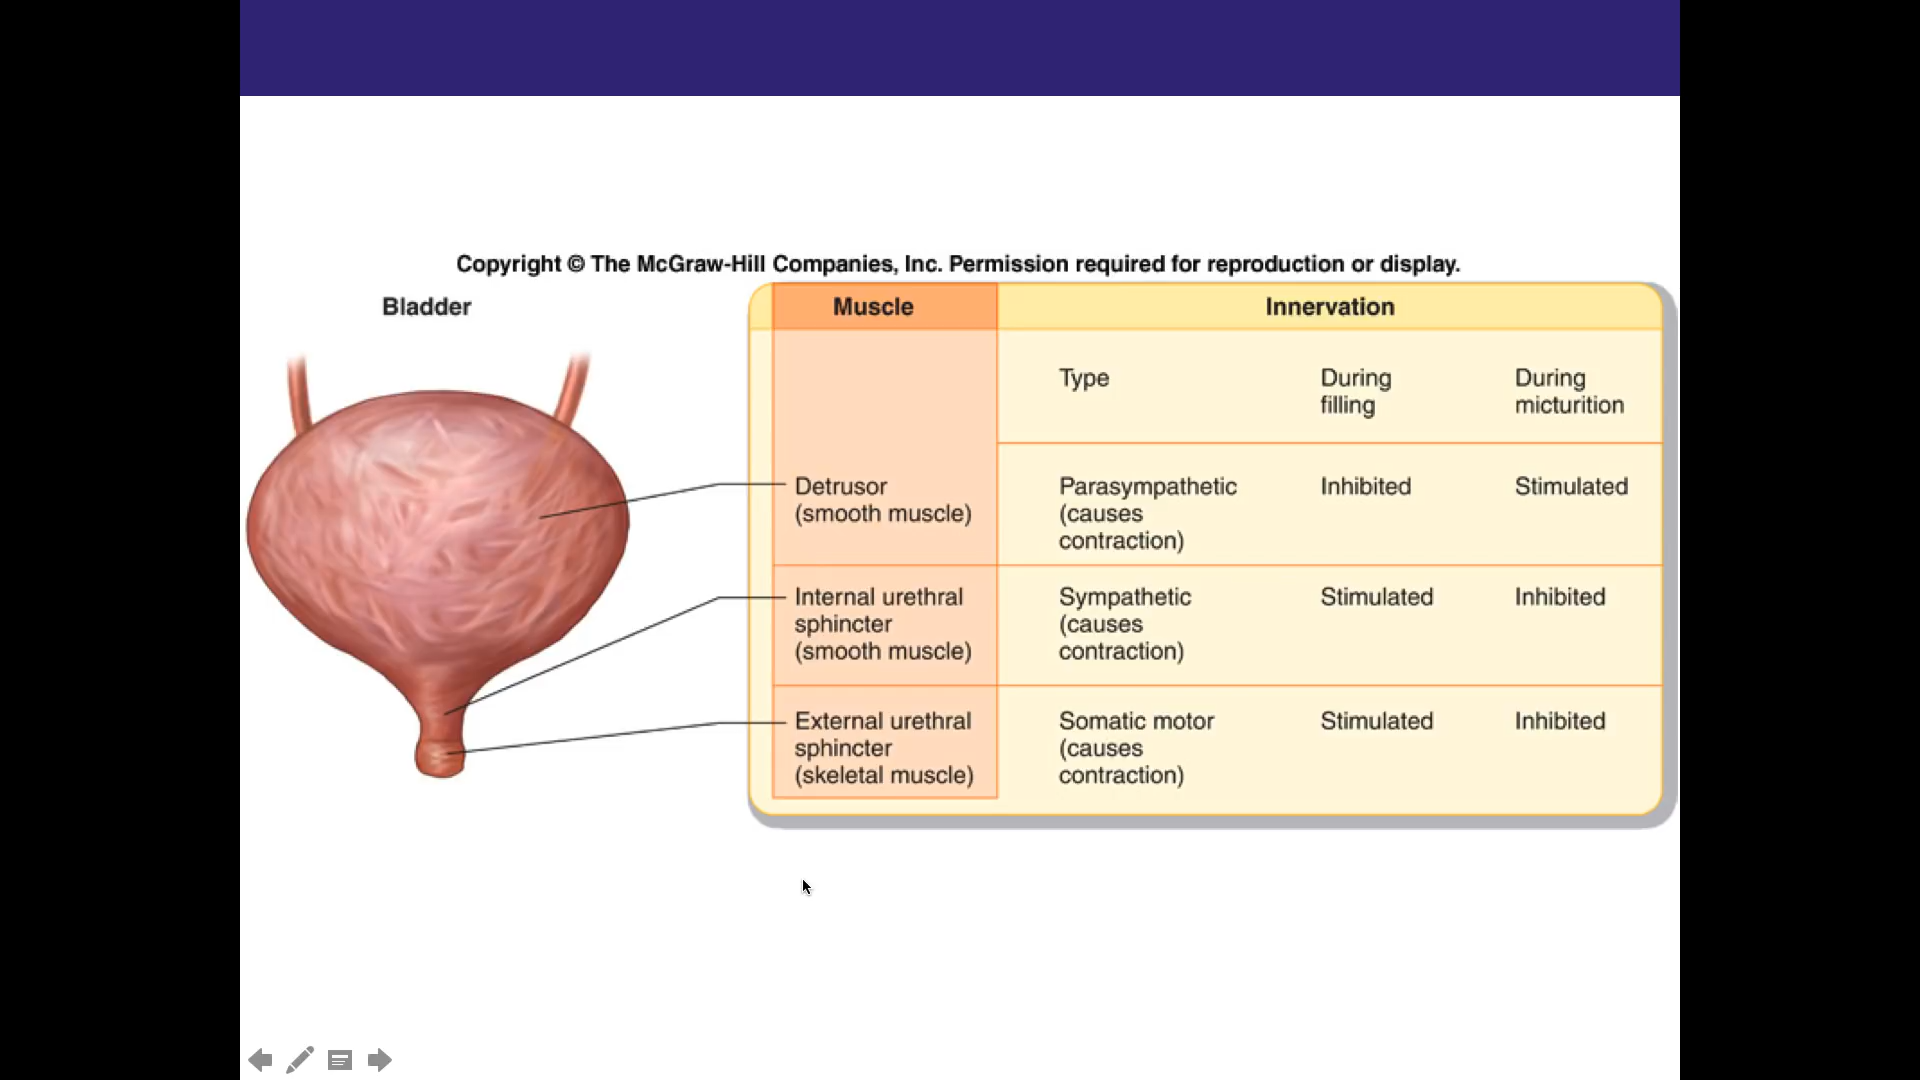 Copyright © The McGraw-Hill Companies, Inc. Permission required for reproduction or display.
Bladder
Muscle
Innervation
Type
During
filling
During
micturition
Detrusor
(smooth muscle)
Parasympathetic
(causes
contraction)
Inhibited
Stimulated
Internal urethral
sphincter
(smooth muscle)
Sympathetic
(causes
contraction)
Stimulated
Inhibited
External urethral
sphincter
(skeletal muscle)
Somatic motor
(causes
contraction)
Stimulated
Inhibited